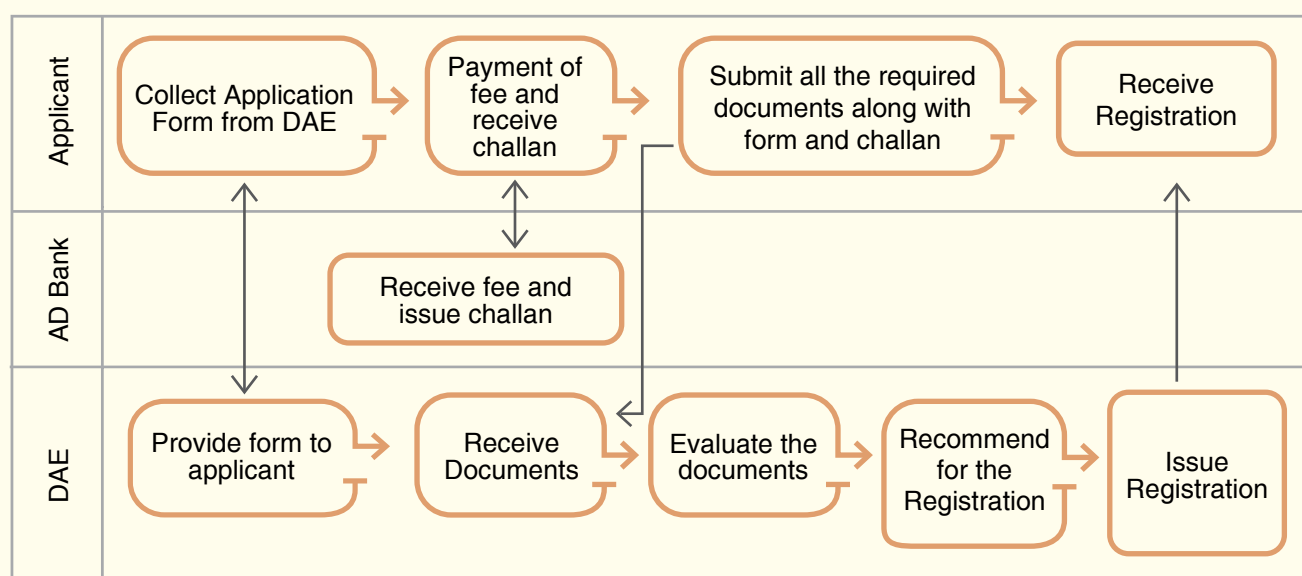 Applicant
Collect Application
Form from DAE
Payment of
fee and
receive
challan
Submit all the required
documents along with
form and challan
Receive
Registration
AD Bank
Receive fee and
issue challan
DAE
Provide form to
applicant
Receive
Documents
Evaluate the
documents
Recommend
for the
Registration
Issue
Registration